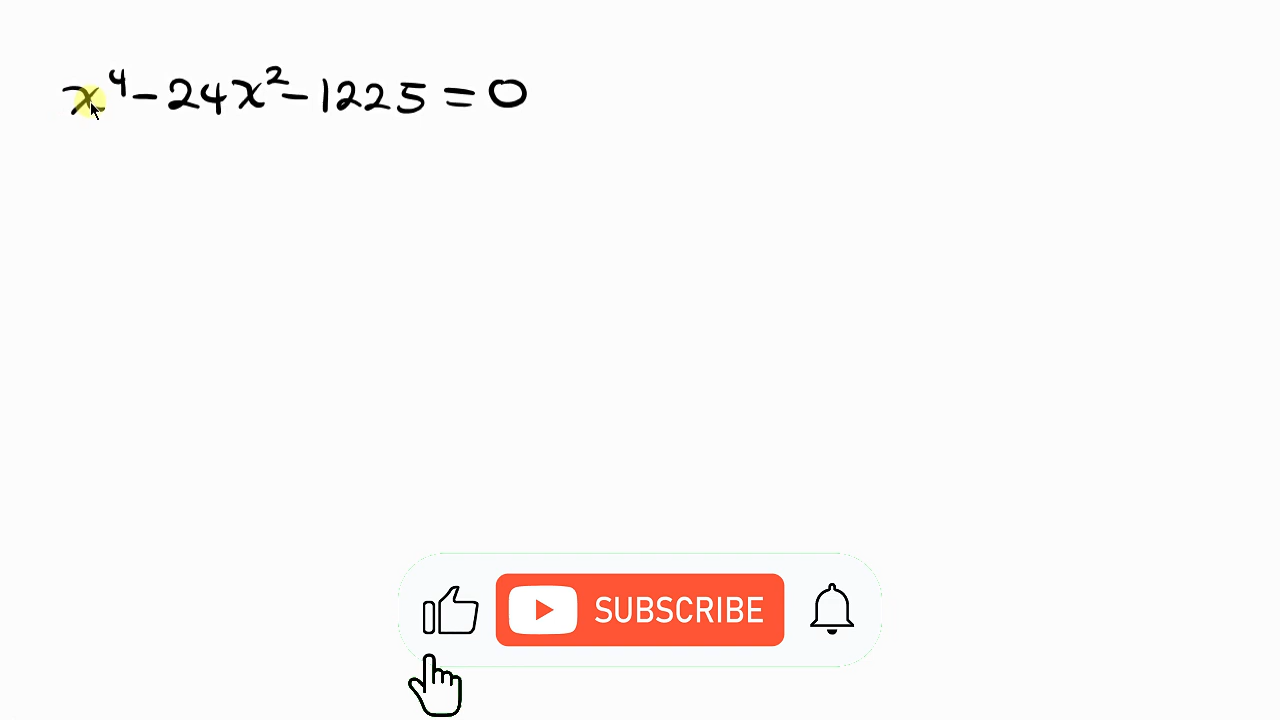 x⁴ – 24x² – 1225 = 0
SUBSCRIBE